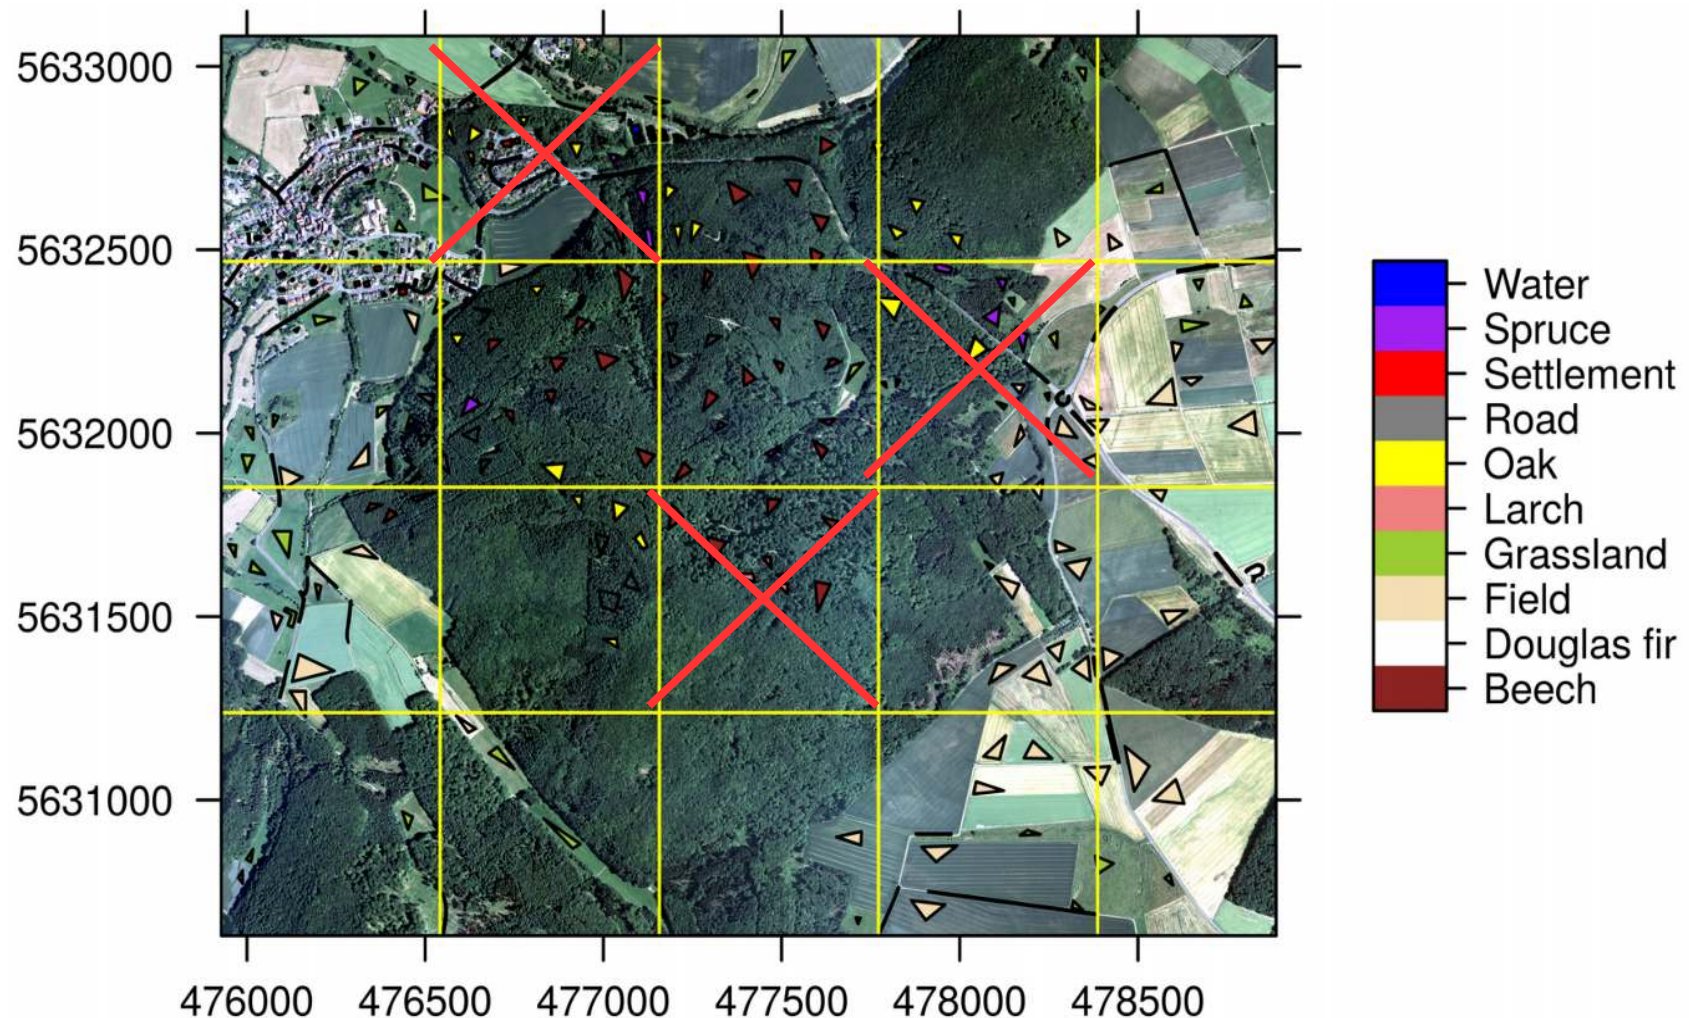 5633000
5632500
5632000
5631500
5631000
476000 476500 477000 477500 478000 478500
Water
Spruce
Settlement
Road
Oak
Larch
Grassland
Field
Douglas fir
Beech